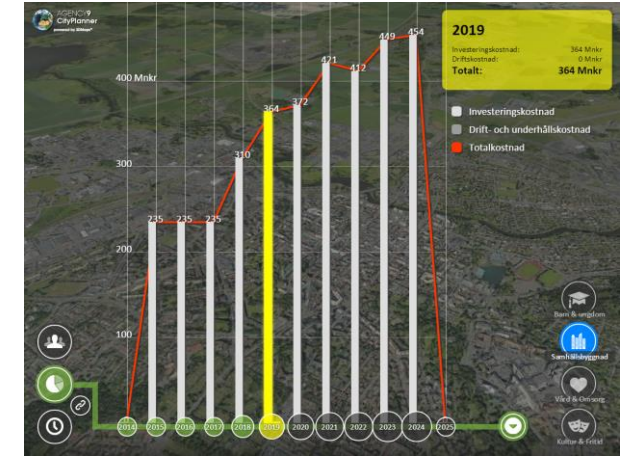 AGENCY9
CityPlanner
2019
Investeringskostnad: 364 Mnkr
Driftskostnad: 0 Mnkr
Totalt: 364 Mnkr
Investeringskostnad
Drift- och underhållskostnad
Totalkostnad
454
449
421
412
400 Mnkr
372
364
310
300
235 235 235
200
100
Barn & ungdom
Samhällsbyggnad
Vård & Omsorg
Kultur & Fritid
2014 2015 2016 2017 2018 2019 2020 2021 2022 2023 2024 2025